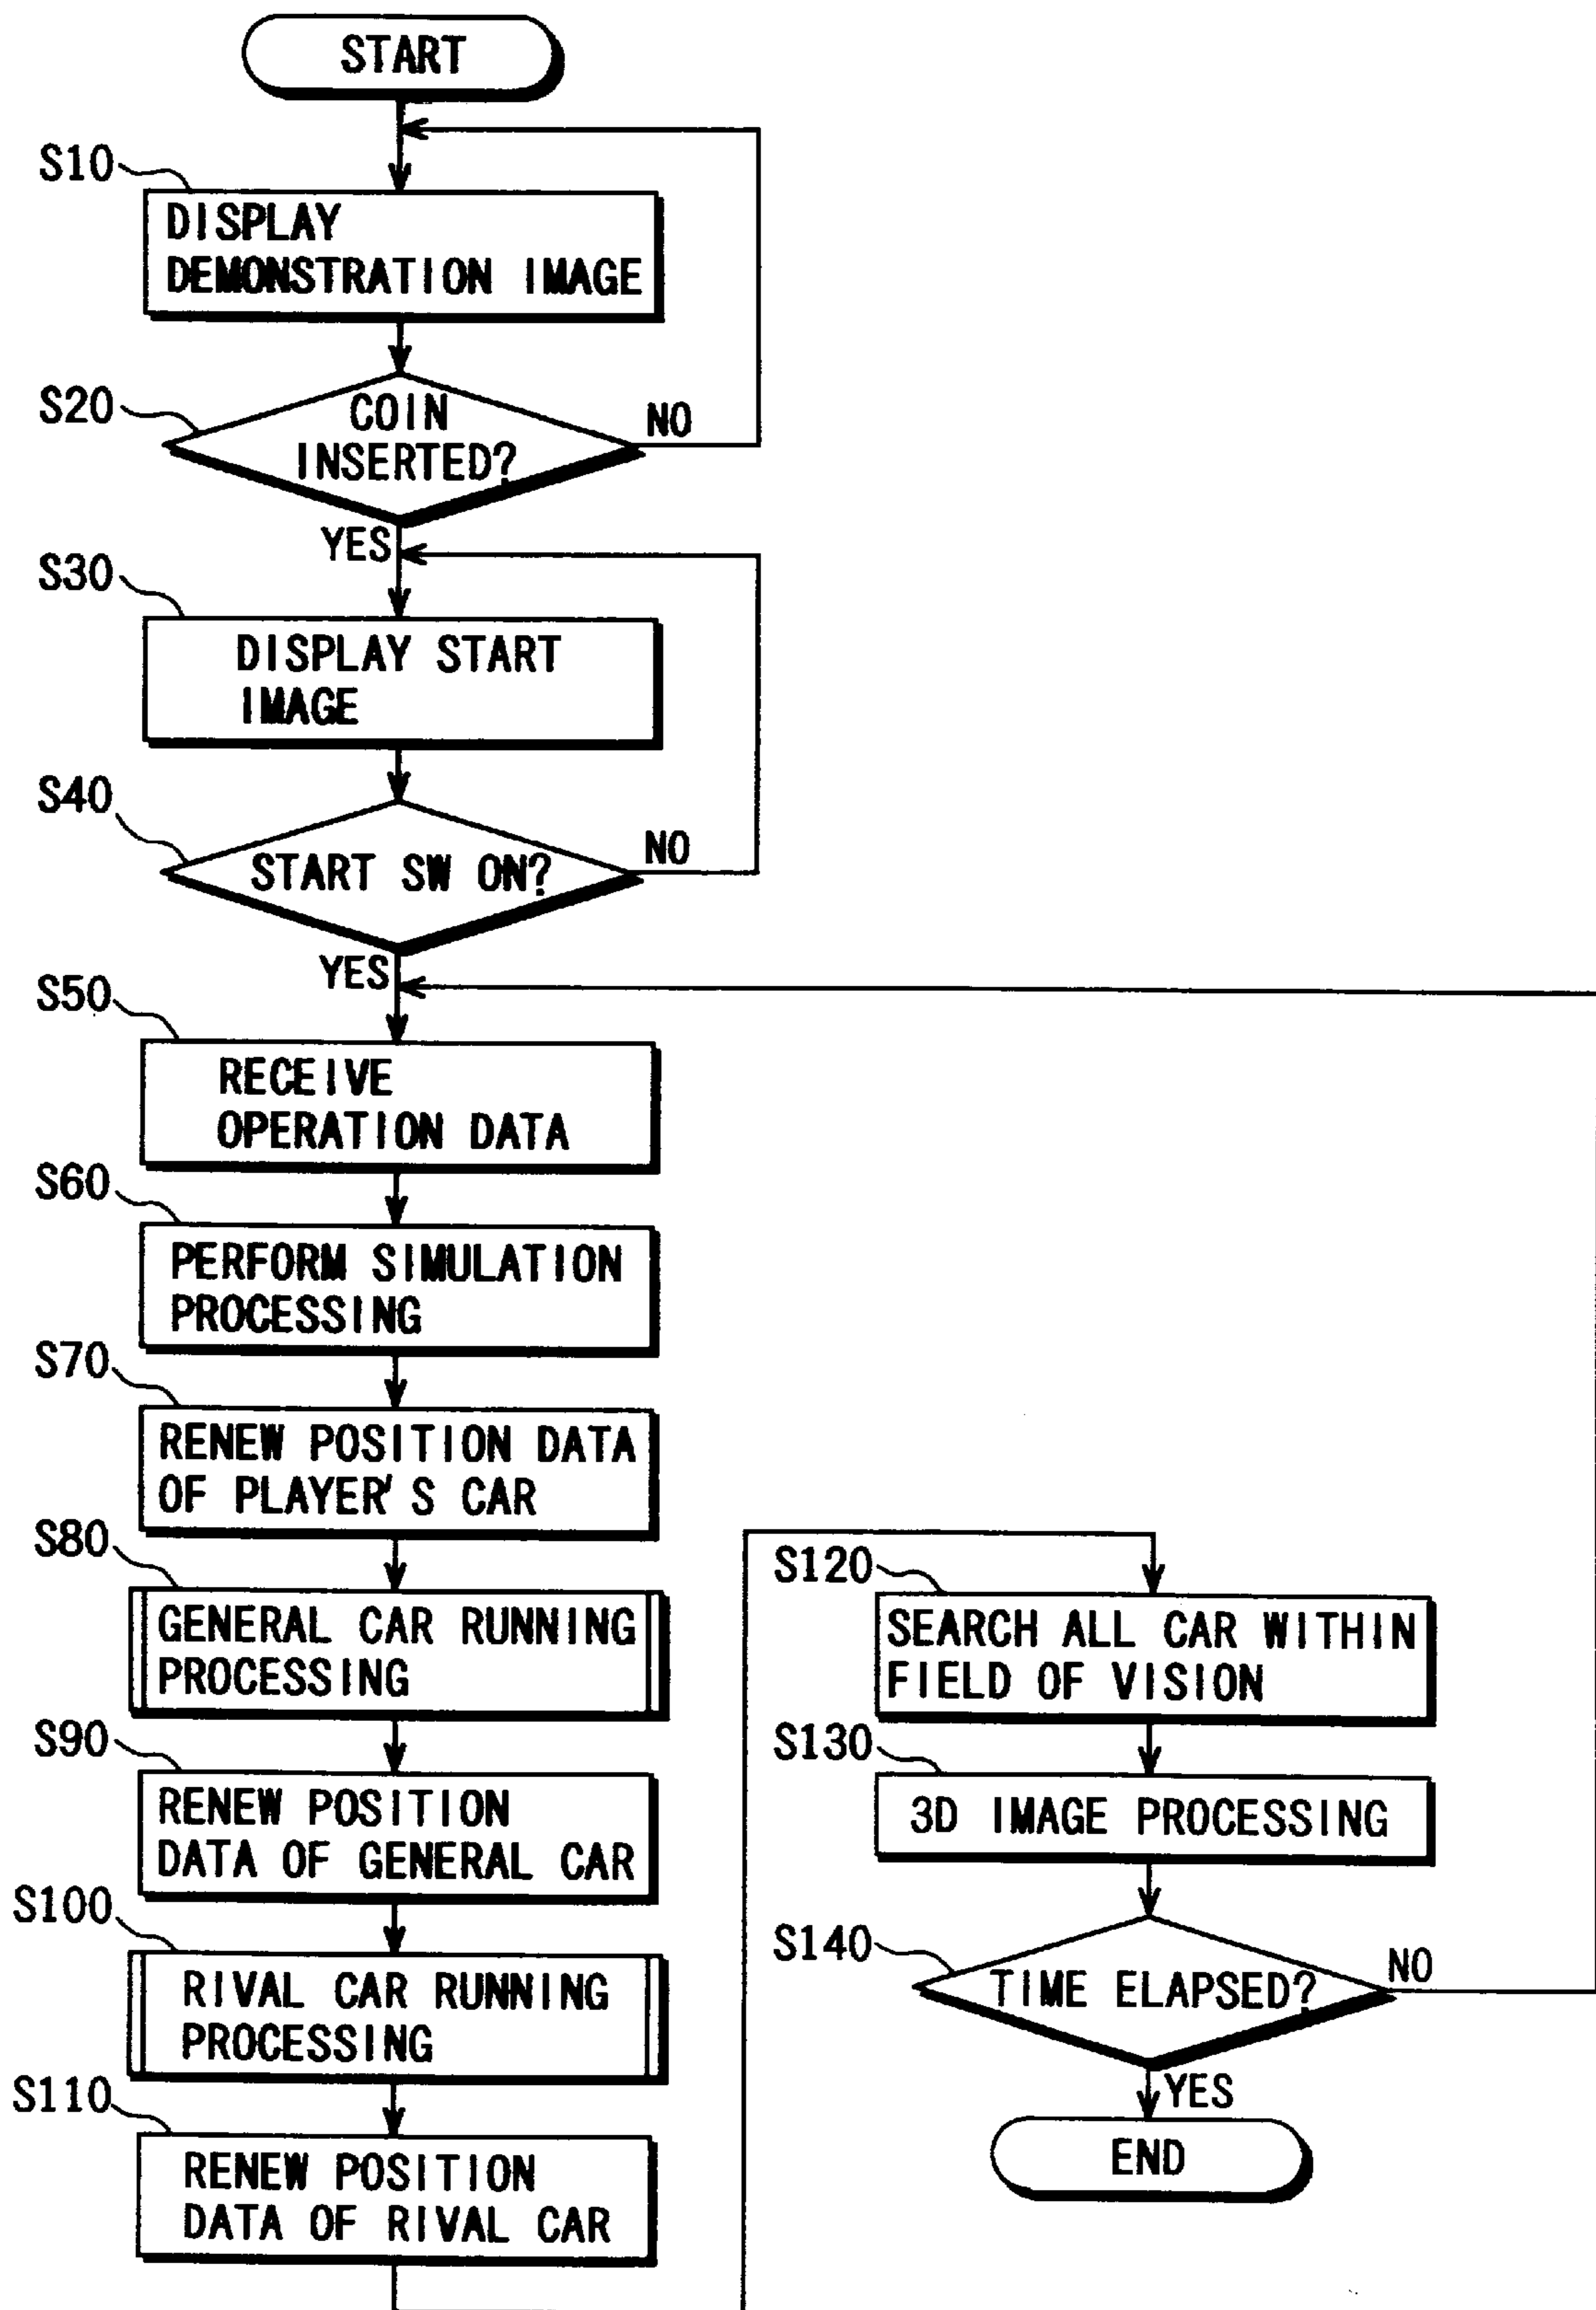 START
S10
DISPLAY
DEMONSTRATION IMAGE
S20
COIN
INSERTED?
NO
YES
S30
DISPLAY START
IMAGE
S40
START SW ON?
NO
YES
S50
RECEIVE
OPERATION DATA
S60
PERFORM SIMULATION
PROCESSING
S70
RENEW POSITION DATA
OF PLAYER'S CAR
S80
GENERAL CAR RUNNING
PROCESSING
S90
RENEW POSITION
DATA OF GENERAL CAR
S100
RIVAL CAR RUNNING
PROCESSING
S110
RENEW POSITION
DATA OF RIVAL CAR
S120
SEARCH ALL CAR WITHIN
FIELD OF VISION
S130
3D IMAGE PROCESSING
S140
TIME ELAPSED?
NO
YES
END